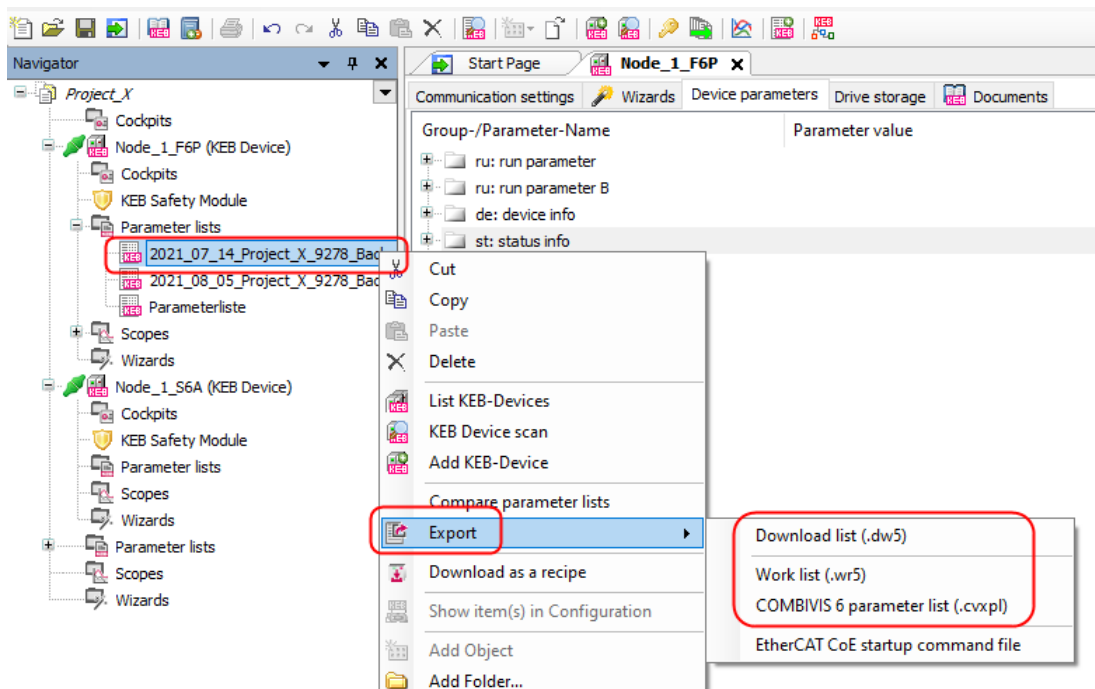 Navigator
Project_X
Cockpits
Node_1_F6P (KEB Device)
Cockpits
KEB Safety Module
Parameter lists
2021_07_14_Project_X_9278_Bac
2021_08_05_Project_X_9278_Bac
Parameterliste
Scopes
Wizards
Node_1_S6A (KEB Device)
Cockpits
KEB Safety Module
Parameter lists
Scopes
Wizards
Parameter lists
Scopes
Wizards
Start Page
Node_1_F6P
Communication settings
Wizards
Device parameters
Drive storage
Documents
Group-/Parameter-Name
Parameter value
ru: run parameter
ru: run parameter B
de: device info
st: status info
Cut
Copy
Paste
Delete
List KEB-Devices
KEB Device scan
Add KEB-Device
Compare parameter lists
Export
Download as a recipe
Show item(s) in Configuration
Add Object
Add Folder...
Download list (.dw5)
Work list (.wr5)
COMBIVIS 6 parameter list (.cvxpl)
EtherCAT CoE startup command file